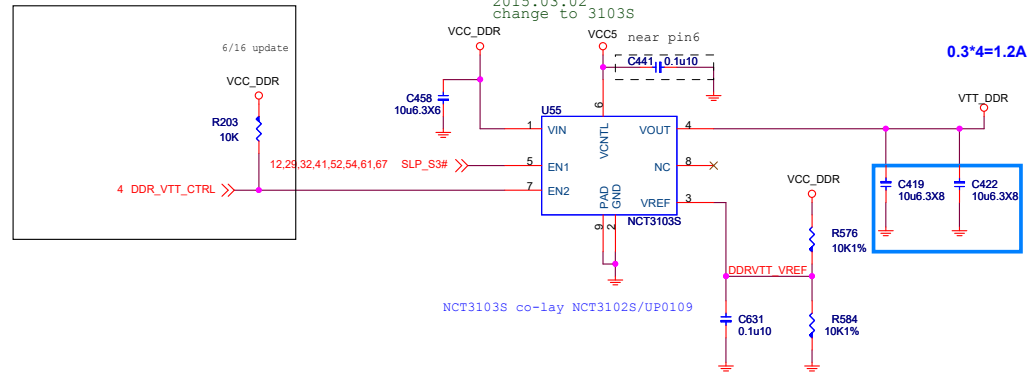 2015.03.02
change to 3103S
VCC_DDR
VCC5
near pin6
0.3*4=1.2A
6/16 update
C441
0.1u10
VCC_DDR
C458
10u6.3X6
VTT_DDR
R203
10K
U55
6
1
VIN
VCNTL
VOUT
4
12,29,32,41,52,54,61,67
SLP_S3#
5
EN1
NC
8
4
DDR_VTT_CTRL
7
EN2
PAD
GND
VREF
3
VCC_DDR
C419
10u6.3X8
C422
10u6.3X8
9
2
NCT3103S
R576
10K1%
DDRVTT_VREF
NCT3103S co-lay NCT3102S/UP0109
C631
0.1u10
R584
10K1%